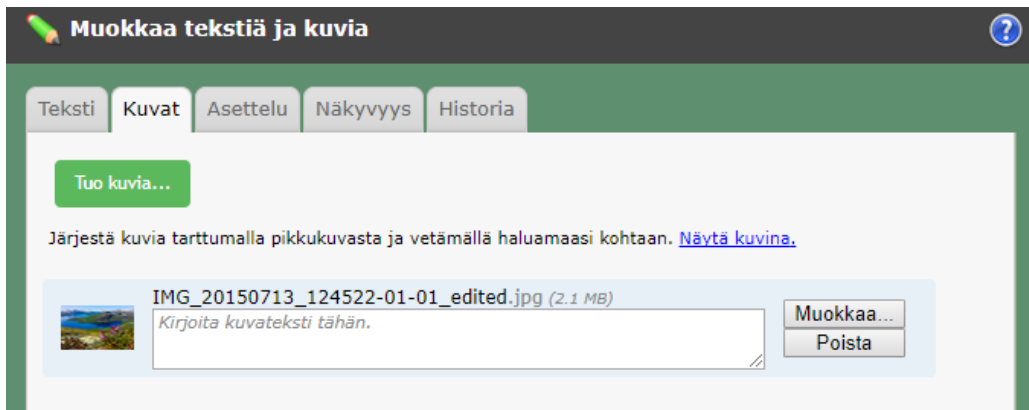 Muokkaa tekstiä ja kuvia
?
Teksti Kuvat Asettelu Näkyvyys Historia
Tuo kuvia...
Järjestä kuvia tarttumalla pikkukuvasta ja vetämällä haluamaasi kohtaan. Näytä kuvina.
IMG_20150713_124522-01-01_edited.jpg (2.1 MB)
Kirjoita kuvateksti tähän.
Muokkaa...
Poista